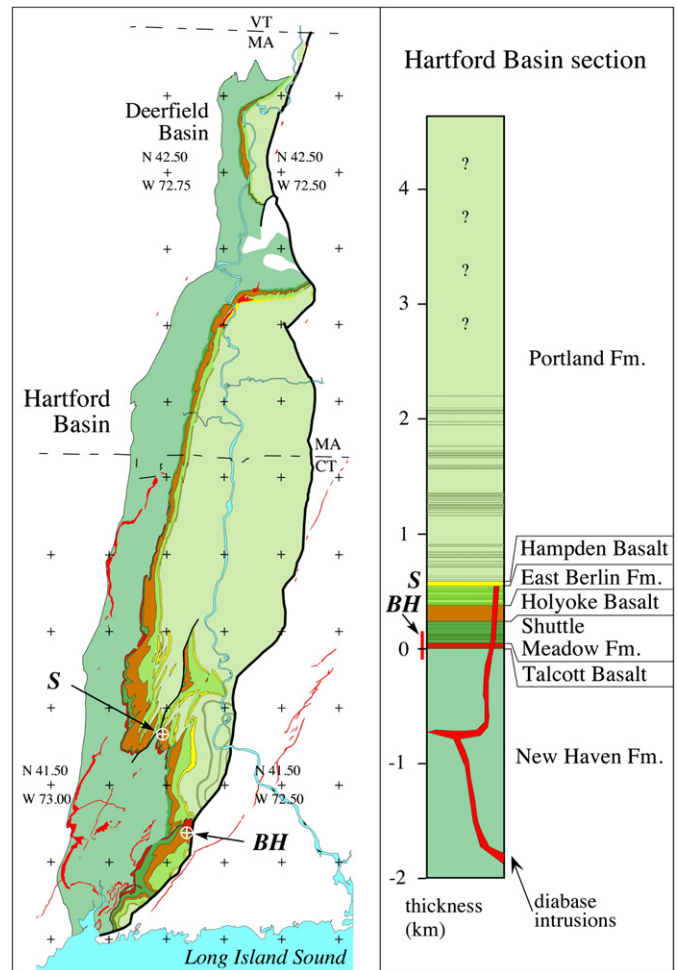 VT
MA
Deerfield
Basin
N 42.50
W 72.75
N 42.50
W 72.50
Hartford
Basin
MA
CT
S
N 41.50
W 73.00
N 41.50
W 72.50
BH
Long Island Sound
Hartford Basin section
4
3
2
1
0
-1
-2
?
?
?
?
Portland Fm.
Hampden Basalt
East Berlin Fm.
Holyoke Basalt
Shuttle
Meadow Fm.
Talcott Basalt
New Haven Fm.
S
BH
thickness
(km)
diabase
intrusions